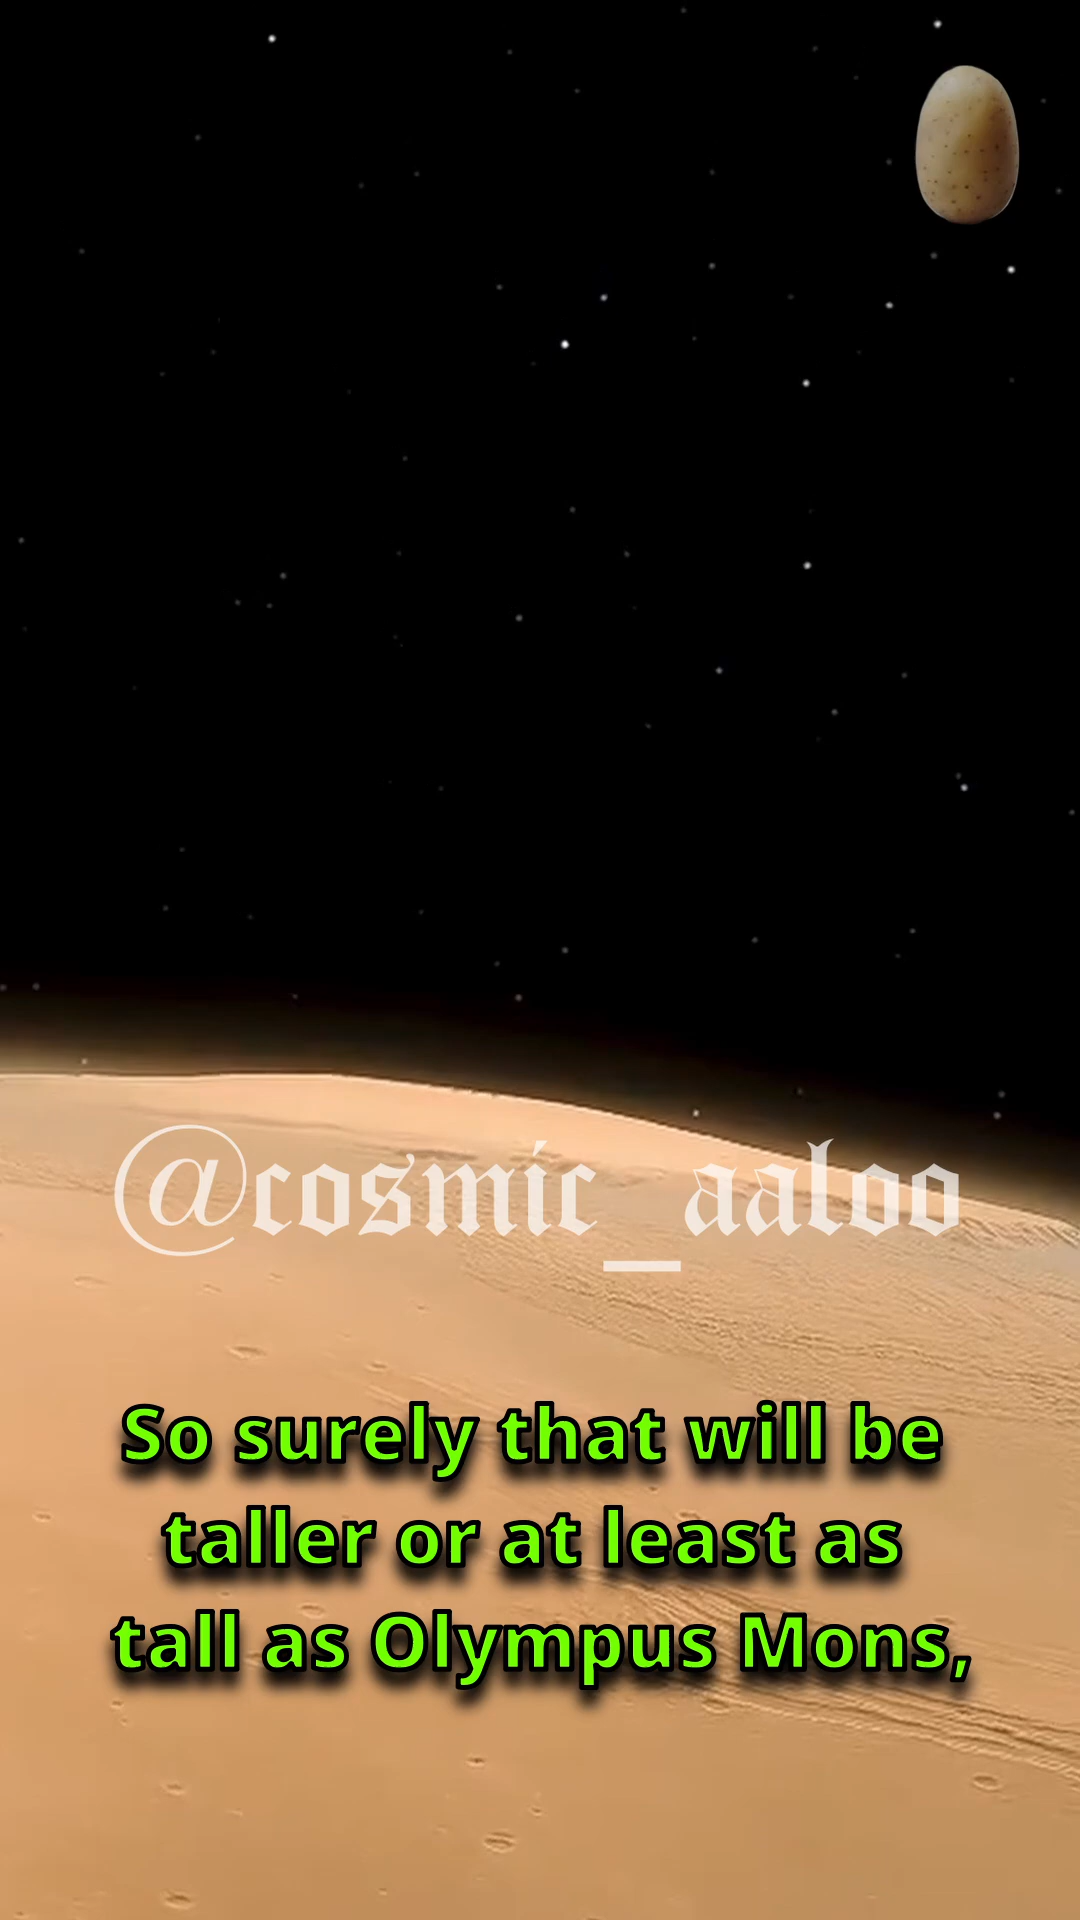 @cosmic_aaloo
So surely that will be
taller or at least as
tall as Olympus Mons,